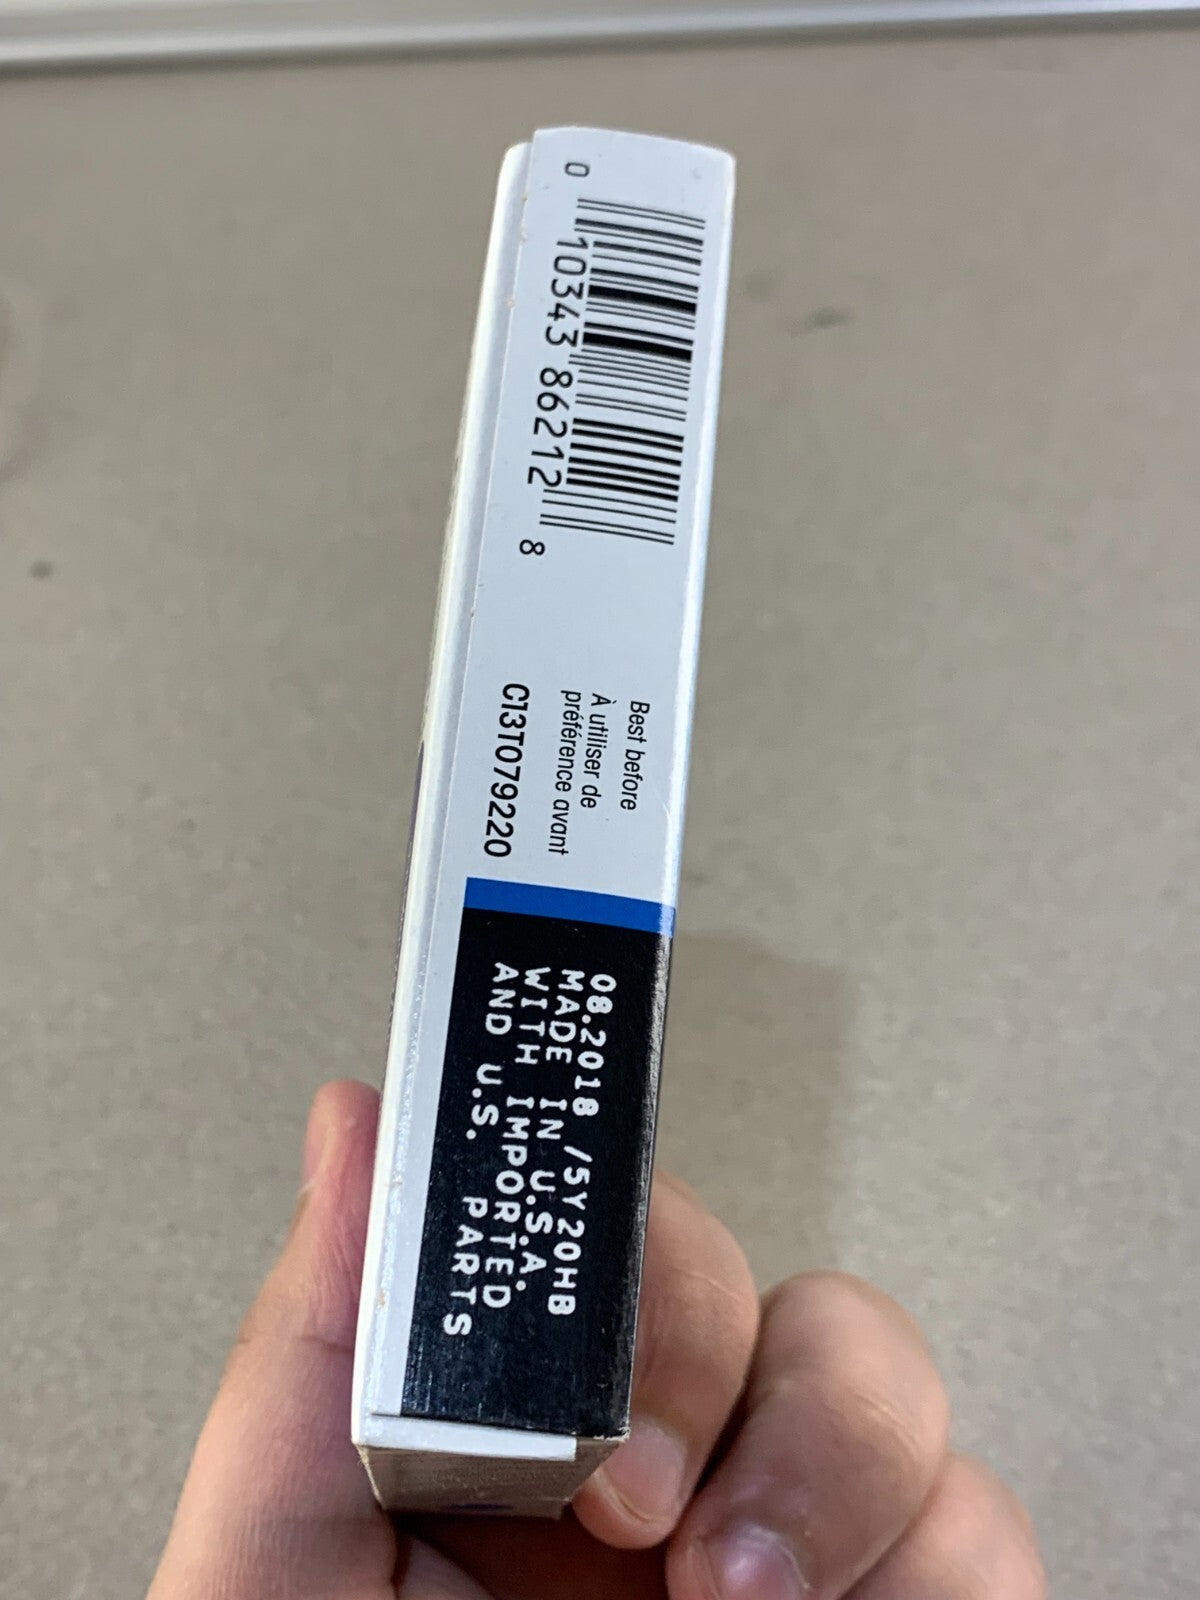 0 10343 86212 8
Best before
À utiliser de
préférence avant
C13T079220
08.2018 /5Y20HB
MADE IN U.S.A.
WITH IMPORTED
AND U.S. PARTS